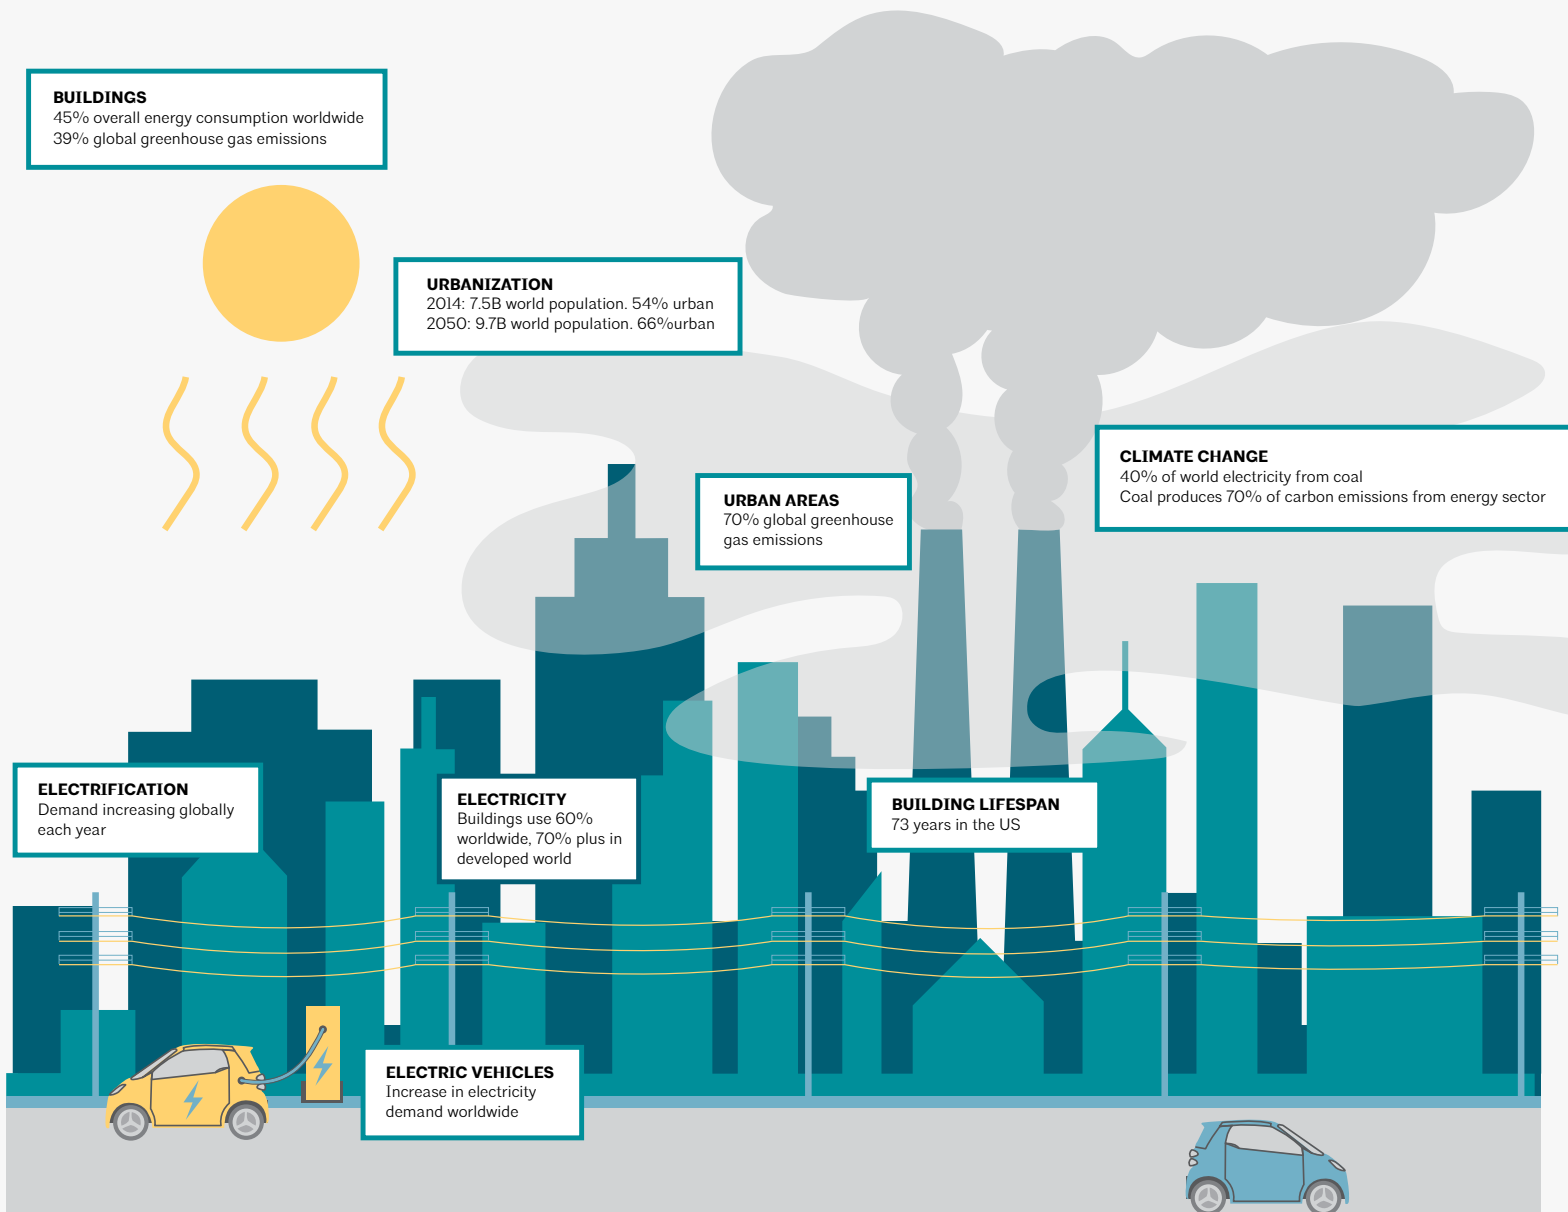 BUILDINGS
45% overall energy consumption worldwide
39% global greenhouse gas emissions
URBANIZATION
2014: 7.5B world population. 54% urban
2050: 9.7B world population. 66%urban
CLIMATE CHANGE
40% of world electricity from coal
Coal produces 70% of carbon emissions from energy sector
URBAN AREAS
70% global greenhouse
gas emissions
ELECTRIFICATION
Demand increasing globally
each year
ELECTRICITY
Buildings use 60%
worldwide, 70% plus in
developed world
BUILDING LIFESPAN
73 years in the US
ELECTRIC VEHICLES
Increase in electricity
demand worldwide